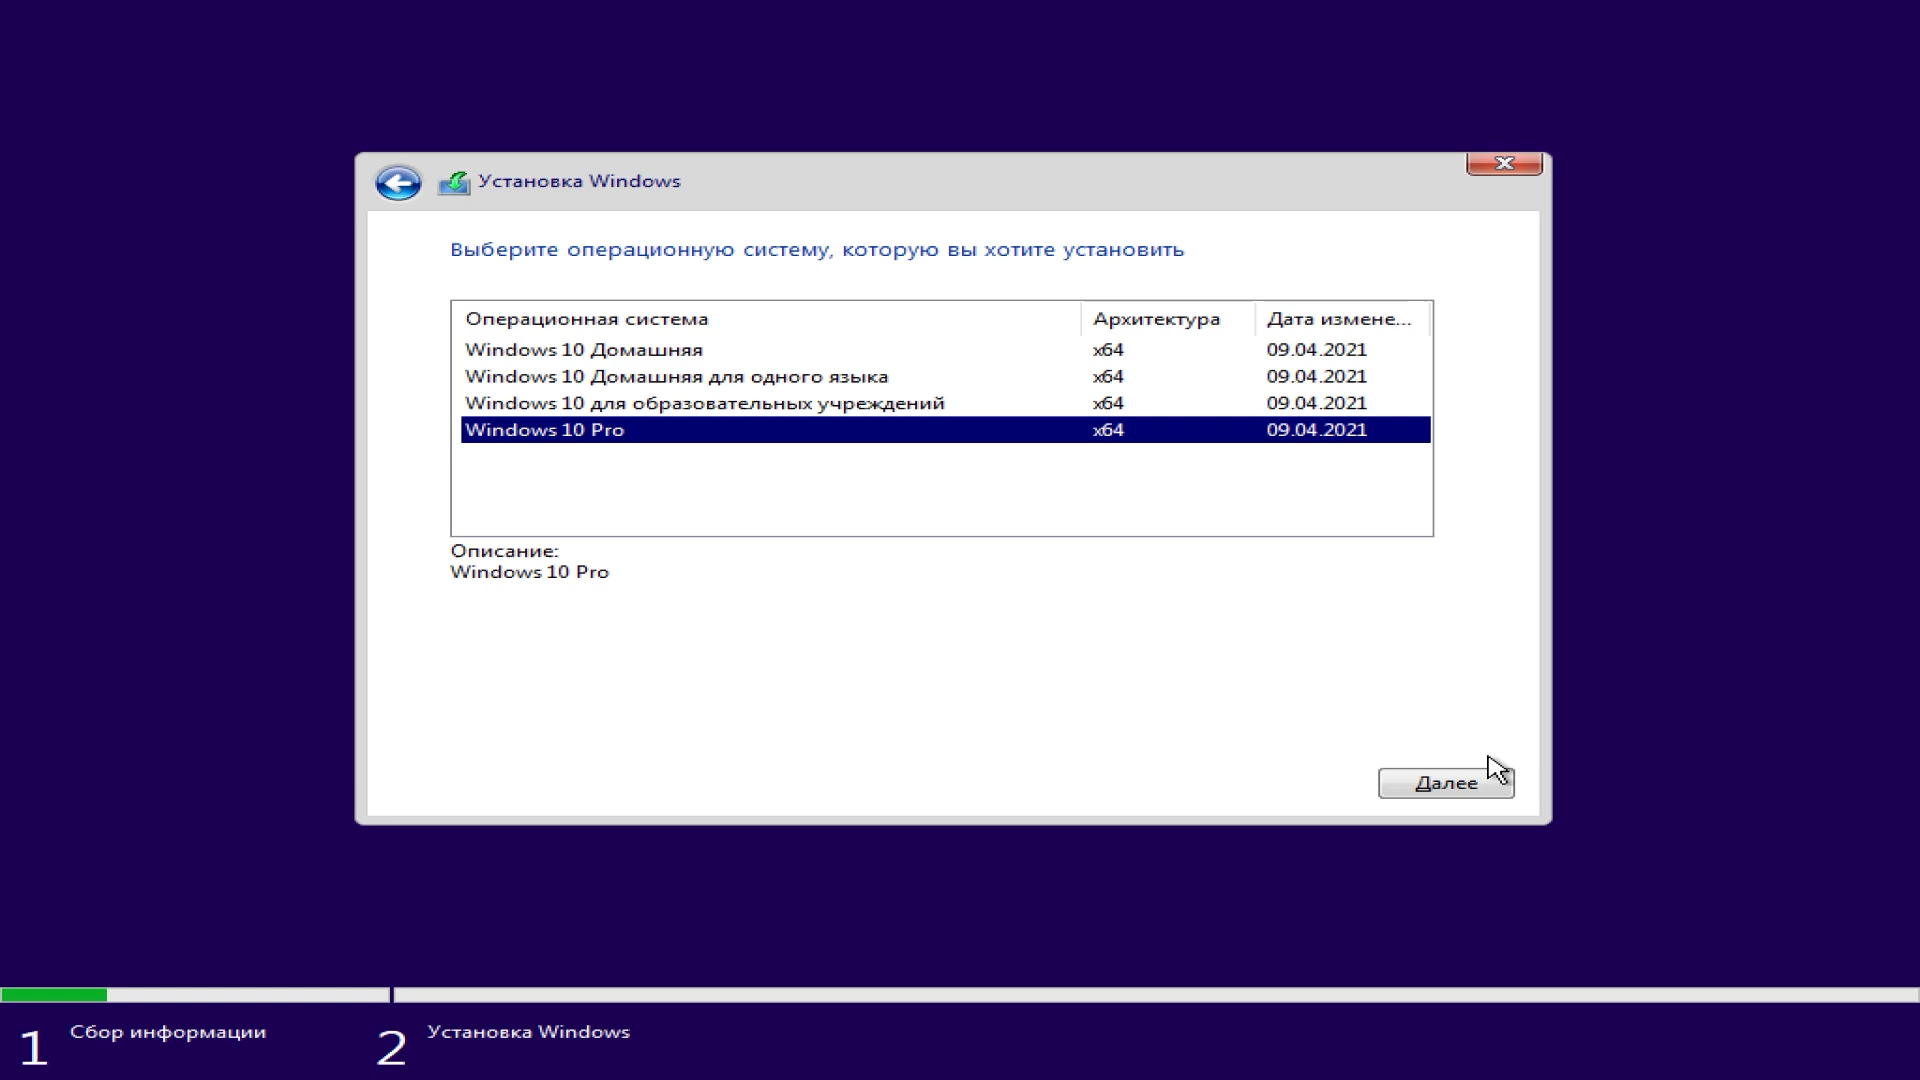 Установка Windows
Выберите операционную систему, которую вы хотите установить
Операционная система Архитектура Дата измене...
Windows 10 Домашняя x64 09.04.2021
Windows 10 Домашняя для одного языка x64 09.04.2021
Windows 10 для образовательных учреждений x64 09.04.2021
Windows 10 Pro x64 09.04.2021
Описание:
Windows 10 Pro
Далее
1 Сбор информации 2 Установка Windows